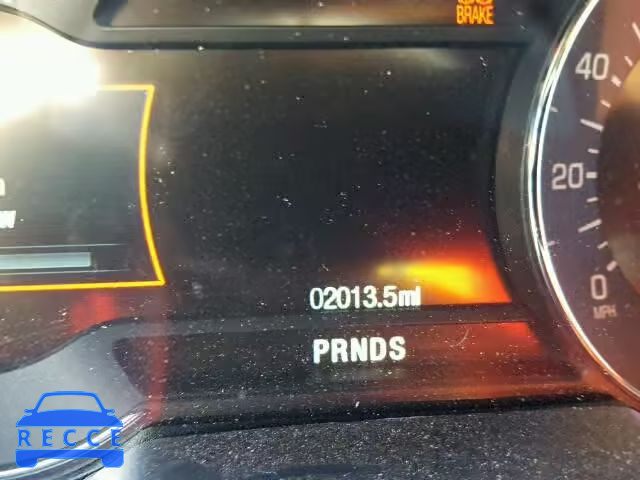 BRAKE
40
20
0
MPH
02013.5mi
PRNDS
RECCE